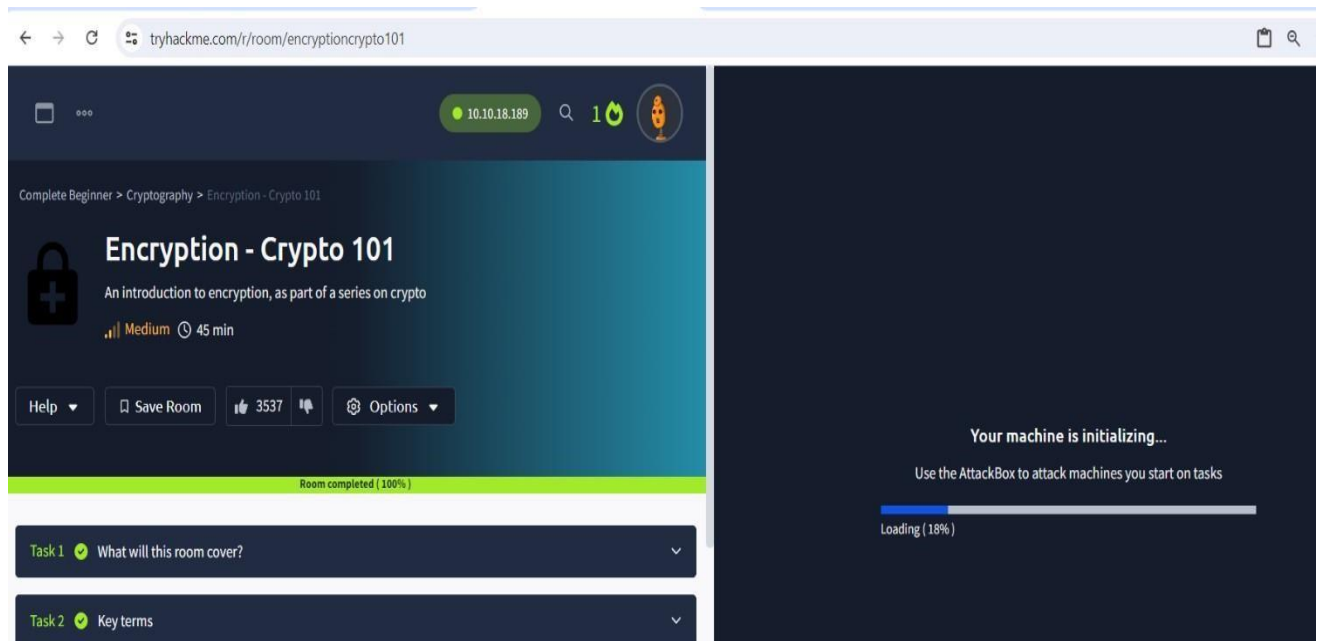 tryhackme.com/r/room/encryptioncrypto101
10.10.18.189
1
Complete Beginner > Cryptography > Encryption - Crypto 101
Encryption - Crypto 101
An introduction to encryption, as part of a series on crypto
Medium 45 min
Help Save Room 3537 Options
Room completed ( 100% )
Task 1 What will this room cover?
Task 2 Key terms
Your machine is initializing...
Use the AttackBox to attack machines you start on tasks
Loading ( 18% )